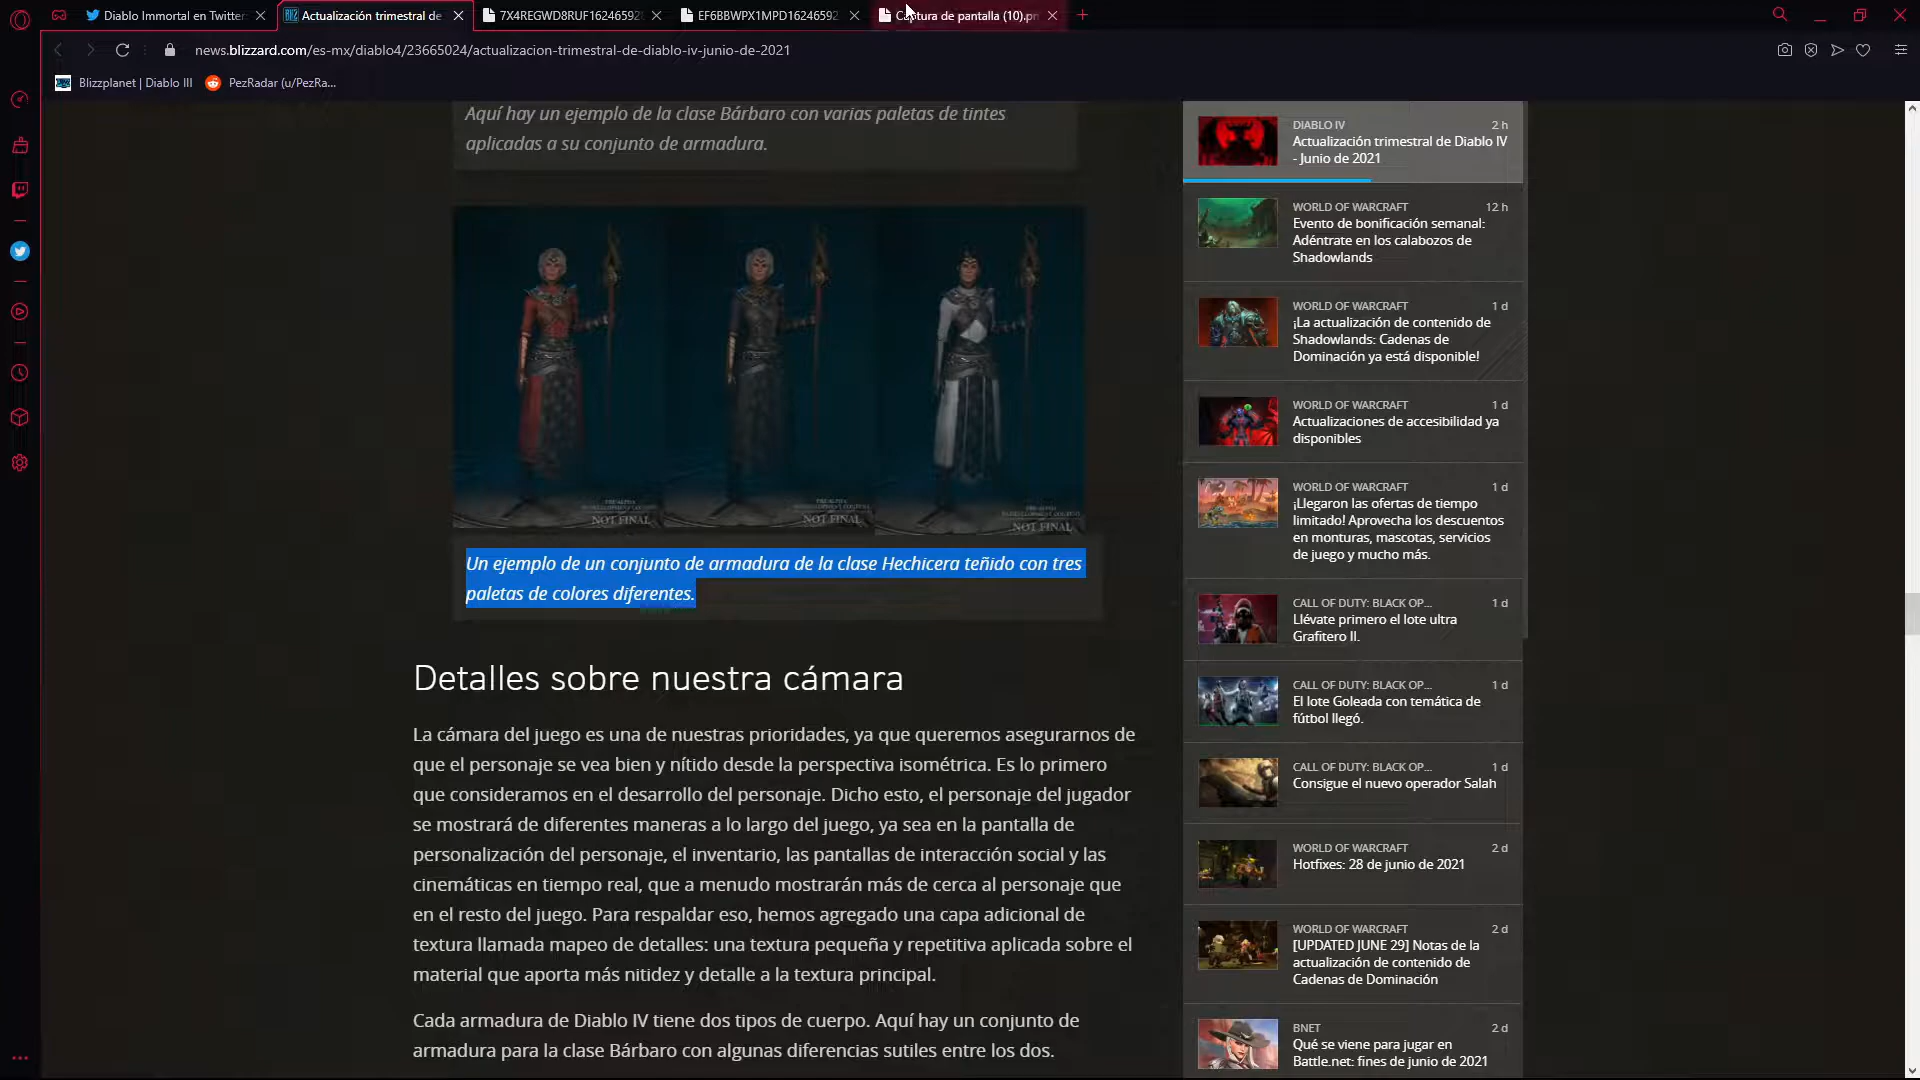 Diablo Immortal en Twitter
Actualización trimestral de
7X4REGWD8RUF16246592
EF6BBWPX1MPD16246592
Captura de pantalla (10).pn
news.blizzard.com/es-mx/diablo4/23665024/actualizacion-trimestral-de-diablo-iv-junio-de-2021
Blizzplanet | Diablo III
PezRadar (u/PezRa...
Aquí hay un ejemplo de la clase Bárbaro con varias paletas de tintes
aplicadas a su conjunto de armadura.
NOT FINAL
NOT FINAL
NOT FINAL
Un ejemplo de un conjunto de armadura de la clase Hechicera teñido con tres
paletas de colores diferentes.
Detalles sobre nuestra cámara
La cámara del juego es una de nuestras prioridades, ya que queremos asegurarnos de
que el personaje se vea bien y nítido desde la perspectiva isométrica. Es lo primero
que consideramos en el desarrollo del personaje. Dicho esto, el personaje del jugador
se mostrará de diferentes maneras a lo largo del juego, ya sea en la pantalla de
personalización del personaje, el inventario, las pantallas de interacción social y las
cinemáticas en tiempo real, que a menudo mostrarán más de cerca al personaje que
en el resto del juego. Para respaldar eso, hemos agregado una capa adicional de
textura llamada mapeo de detalles: una textura pequeña y repetitiva aplicada sobre el
material que aporta más nitidez y detalle a la textura principal.
Cada armadura de Diablo IV tiene dos tipos de cuerpo. Aquí hay un conjunto de
armadura para la clase Bárbaro con algunas diferencias sutiles entre los dos.
DIABLO IV 2 h
Actualización trimestral de Diablo IV
- Junio de 2021
WORLD OF WARCRAFT 12 h
Evento de bonificación semanal:
Adéntrate en los calabozos de
Shadowlands
WORLD OF WARCRAFT 1 d
¡La actualización de contenido de
Shadowlands: Cadenas de
Dominación ya está disponible!
WORLD OF WARCRAFT 1 d
Actualizaciones de accesibilidad ya
disponibles
WORLD OF WARCRAFT 1 d
¡Llegaron las ofertas de tiempo
limitado! Aprovecha los descuentos
en monturas, mascotas, servicios
de juego y mucho más.
CALL OF DUTY: BLACK OP... 1 d
Llévate primero el lote ultra
Grafitero II.
CALL OF DUTY: BLACK OP... 1 d
El lote Goleada con temática de
fútbol llegó.
CALL OF DUTY: BLACK OP... 1 d
Consigue el nuevo operador Salah
WORLD OF WARCRAFT 2 d
Hotfixes: 28 de junio de 2021
WORLD OF WARCRAFT 2 d
[UPDATED JUNE 29] Notas de la
actualización de contenido de
Cadenas de Dominación
BNET 2 d
Qué se viene para jugar en
Battle.net: fines de junio de 2021